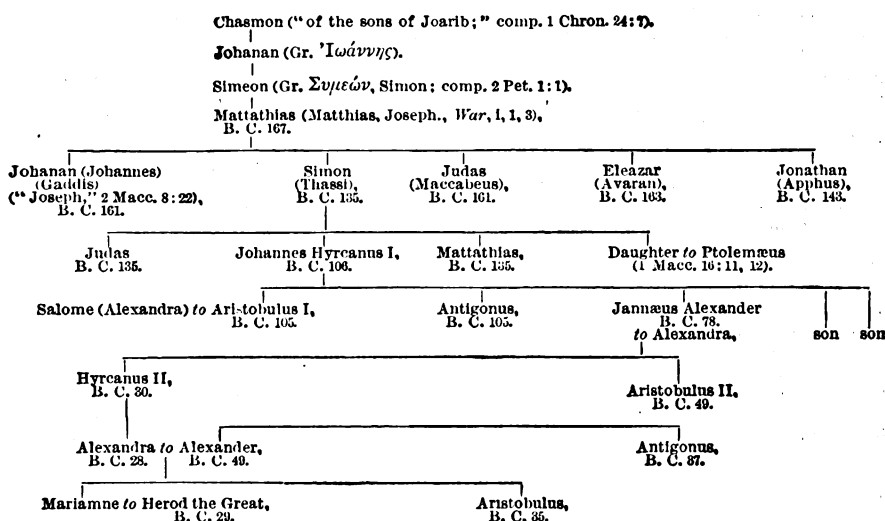 Chasmon (“of the sons of Joarib;” comp. 1 Chron. 24:7).
Johanan (Gr. Ἰωάννης).
Simeon (Gr. Συμεών, Simon; comp. 2 Pet. 1:1).
Mattathias (Matthias, Joseph., War, i, 1, 3),
B. C. 167.
Johanan (Johannes) Simon Judas Eleazar Jonathan
(Gaddis) (Thassi), (Maccabeus), (Avaran), (Apphus),
(“Joseph,” 2 Macc. 8:22), B. C. 135. B. C. 161. B. C. 163. B. C. 143.
B. C. 161.
Judas Johannes Hyrcanus I, Mattathias, Daughter to Ptolemæus
B. C. 135. B. C. 106. B. C. 135. (1 Macc. 16:11, 12).
Salome (Alexandra) to Aristobulus I, Antigonus, Jannæus Alexander
B. C. 105. B. C. 105. B. C. 78.
to Alexandra, son son
Hyrcanus II, Aristobulus II,
B. C. 30. B. C. 49.
Alexandra to Alexander, Antigonus,
B. C. 28. B. C. 49. B. C. 37.
Mariamne to Herod the Great, Aristobulus,
B. C. 29. B. C. 35.